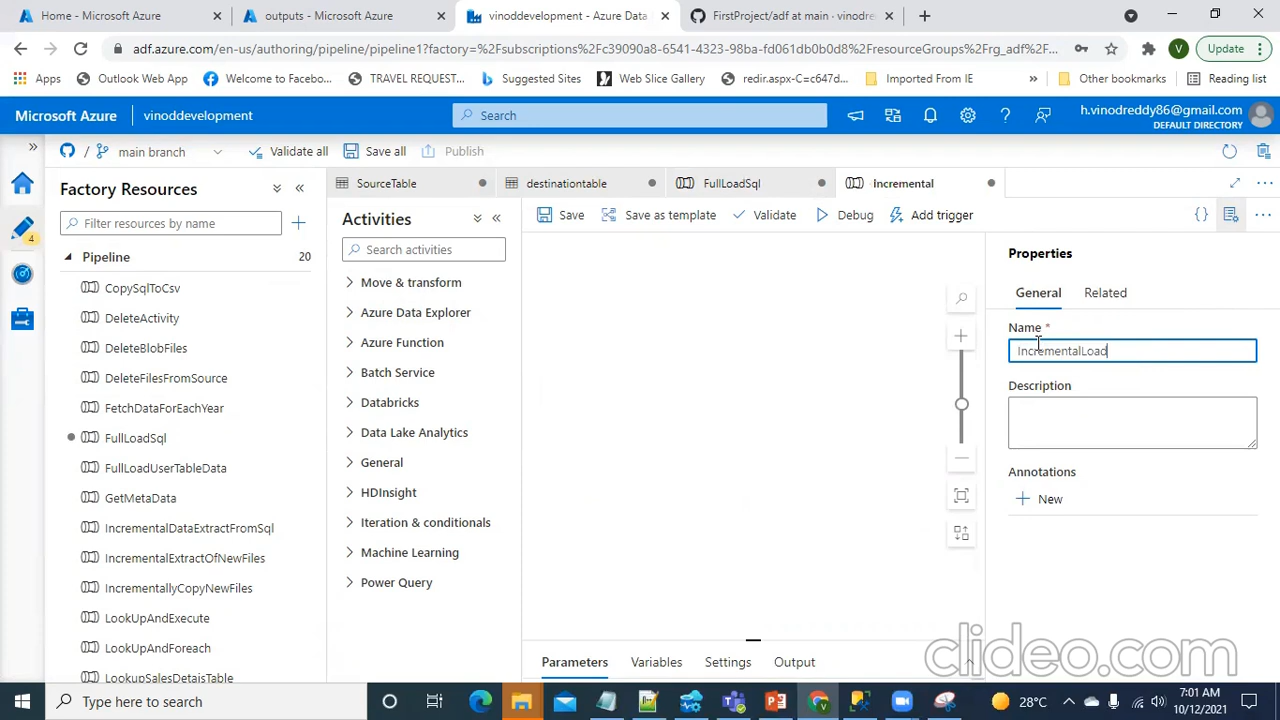 Home - Microsoft Azure
outputs - Microsoft Azure
vinoddevelopment - Azure Data
FirstProject/adf at main · vinodre
adf.azure.com/en-us/authoring/pipeline/pipeline1?factory=%2Fsubscriptions%2Fc39090a8-6541-4323-98ba-fd061db0b0d8%2FresourceGroups%2Frg_adf%2F...
V
Update
Apps
Outlook Web App
Welcome to Facebo...
TRAVEL REQUEST...
Suggested Sites
Web Slice Gallery
redir.aspx-C=c647d...
Imported From IE
»
Other bookmarks
Reading list
Microsoft Azure
vinoddevelopment
Search
h.vinodreddy86@gmail.com
DEFAULT DIRECTORY
main branch
Validate all
Save all
Publish
4
Factory Resources
Filter resources by name
Pipeline 20
CopySqlToCsv
DeleteActivity
DeleteBlobFiles
DeleteFilesFromSource
FetchDataForEachYear
FullLoadSql
FullLoadUserTableData
GetMetaData
IncrementalDataExtractFromSql
IncrementalExtractOfNewFiles
IncrementallyCopyNewFiles
LookUpAndExecute
LookUpAndForeach
LookupSalesDetaisTable
SourceTable
destinationtable
FullLoadSql
Incremental
Activities
Search activities
Move & transform
Azure Data Explorer
Azure Function
Batch Service
Databricks
Data Lake Analytics
General
HDInsight
Iteration & conditionals
Machine Learning
Power Query
Save
Save as template
Validate
Debug
Add trigger
Parameters
Variables
Settings
Output
Properties
General
Related
Name *
IncrementalLoad
Description
Annotations
New
clideo.com
Type here to search
28°C
7:01 AM
10/12/2021